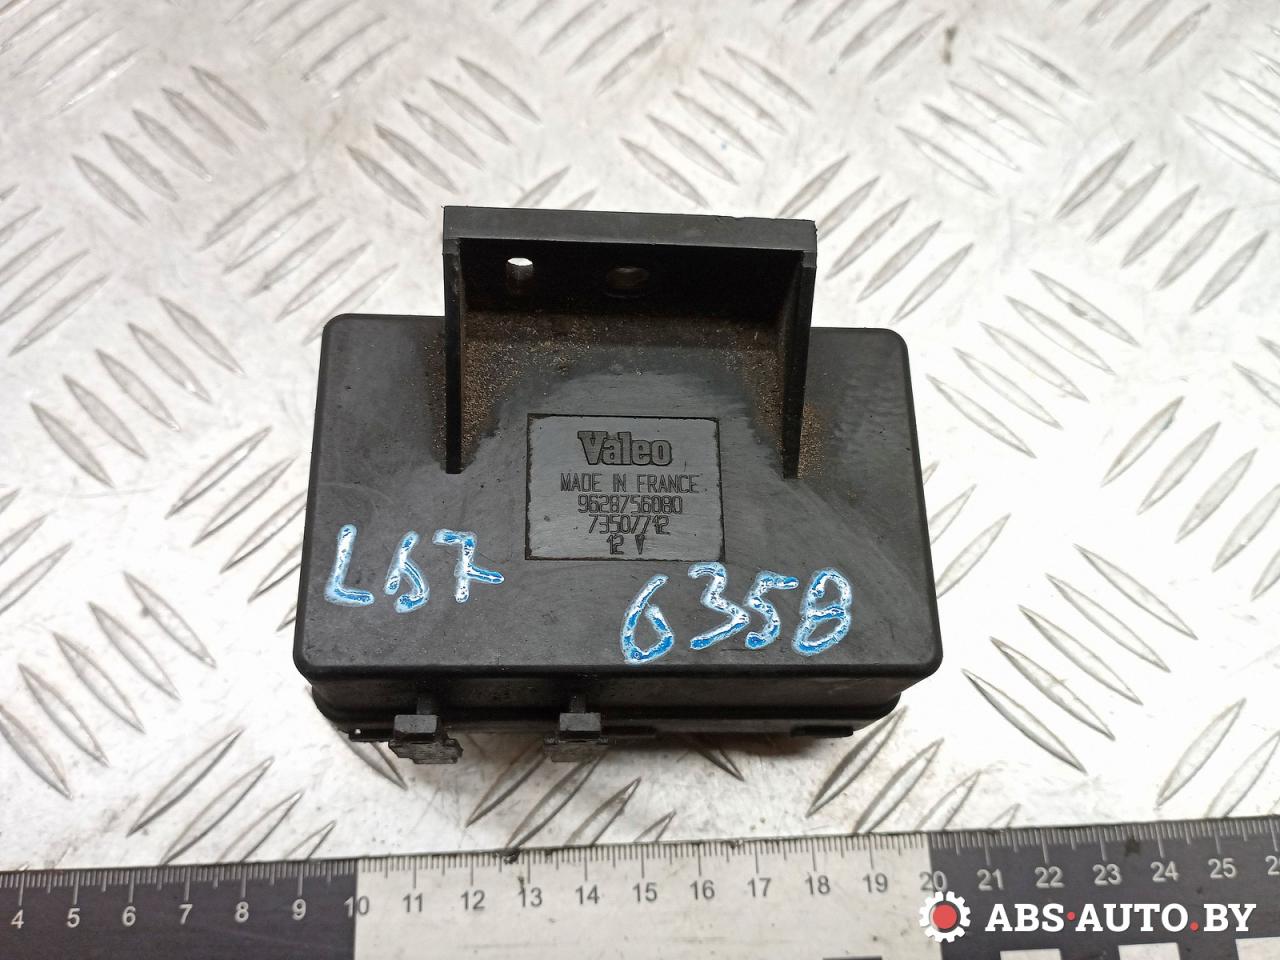 Valeo
MADE IN FRANCE
9628756080
73507712
12 V
L57
6358
4 5 6 7 8 9 10 11 12 13 14 15 16 17 18 19 20 21 22 23 24 25
ABS·AUTO.BY